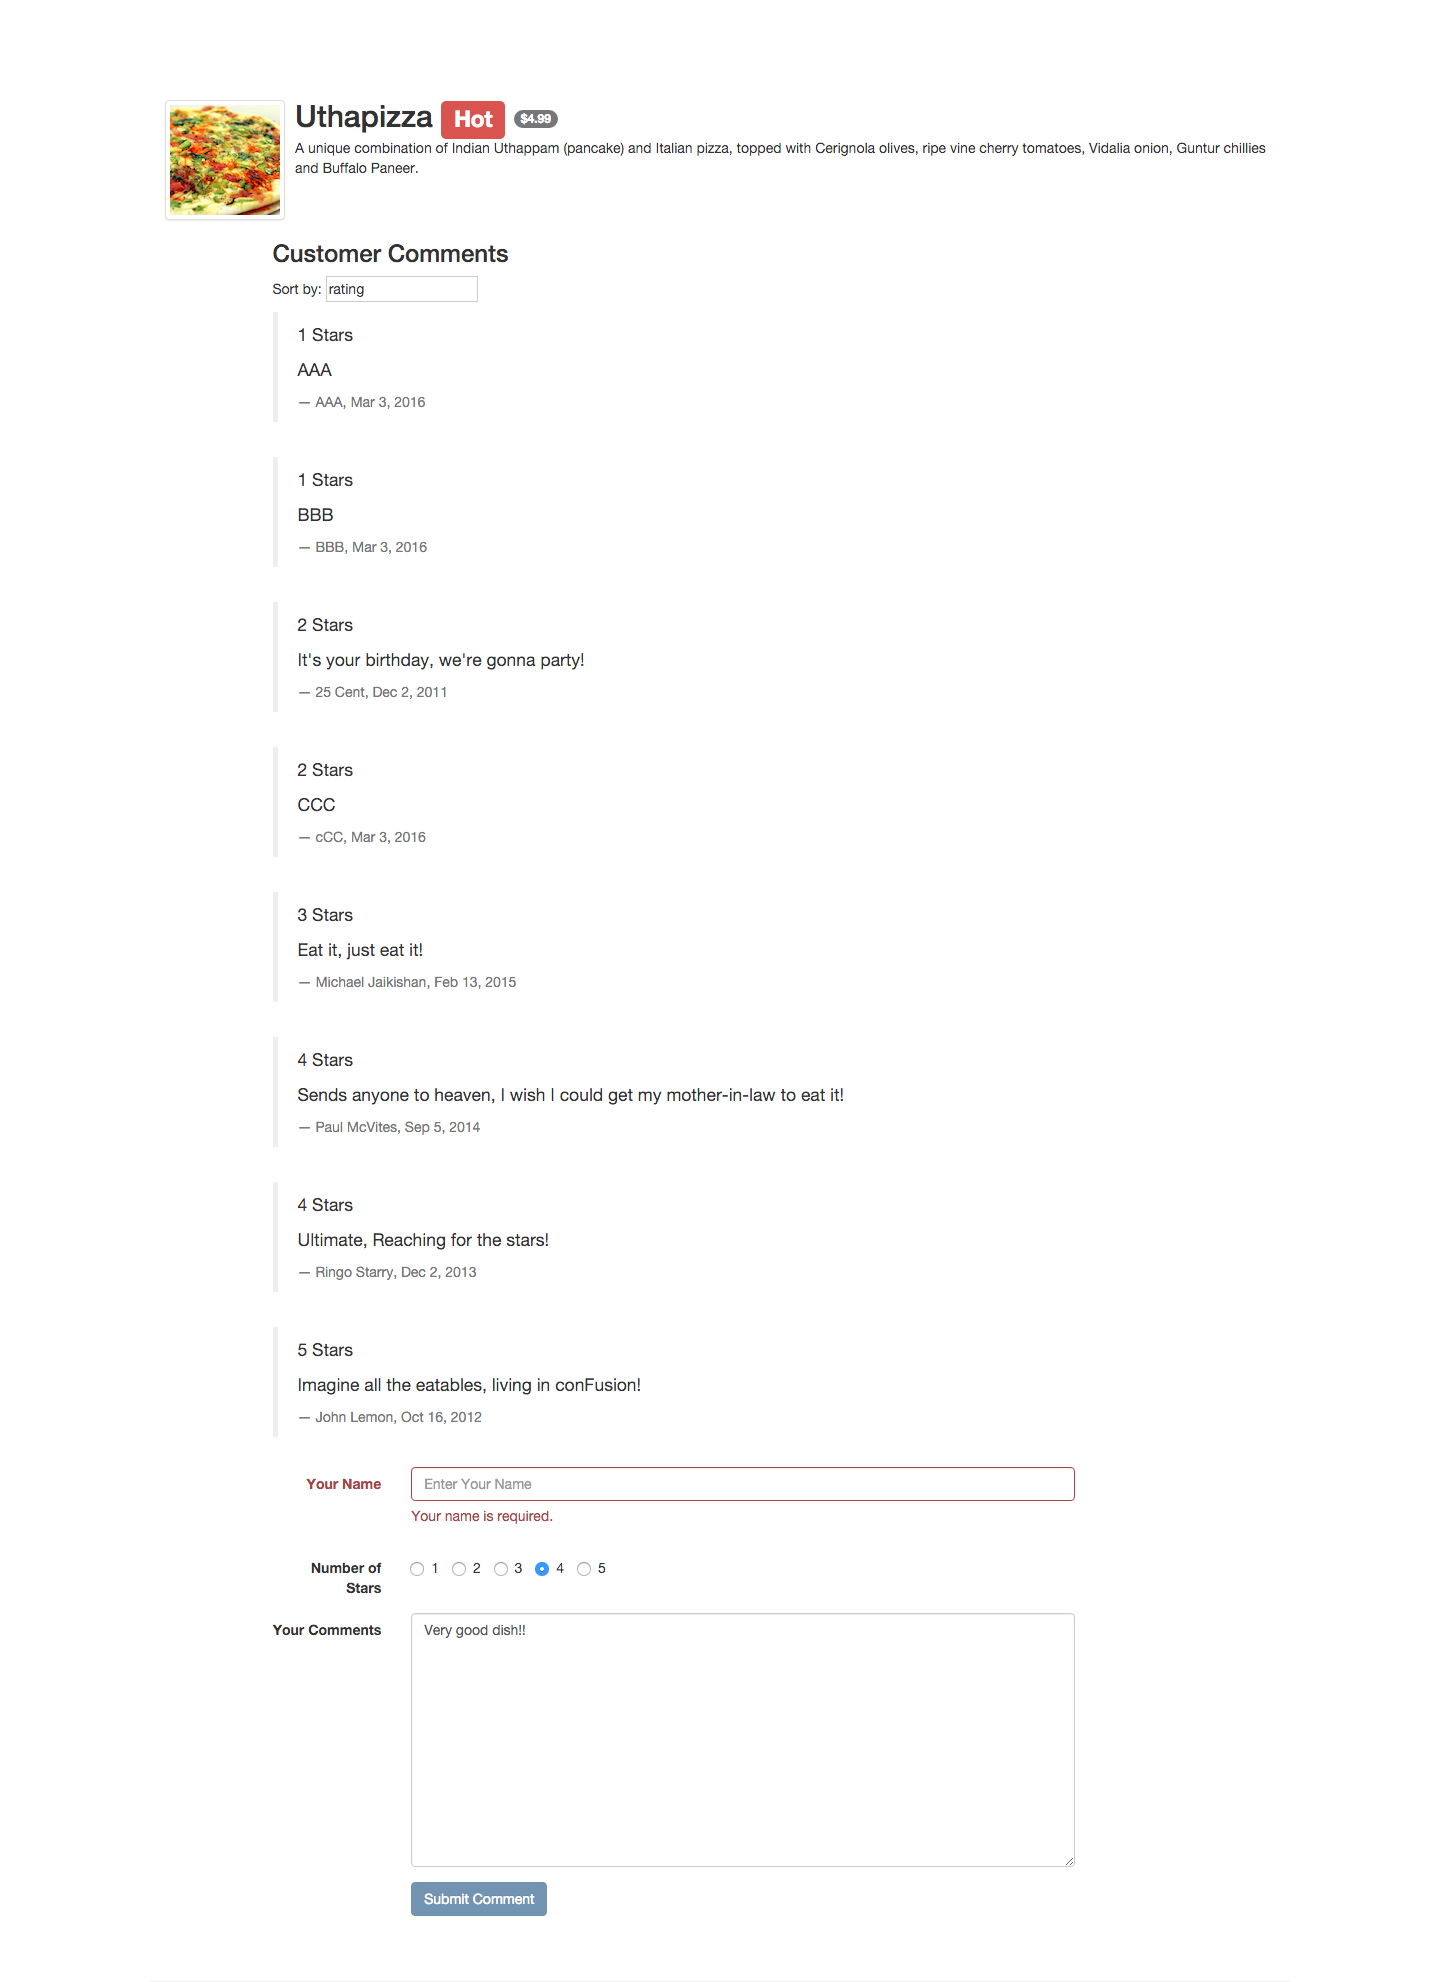 Uthapizza Hot $4.99
A unique combination of Indian Uthappam (pancake) and Italian pizza, topped with Cerignola olives, ripe vine cherry tomatoes, Vidalia onion, Guntur chillies
and Buffalo Paneer.
Customer Comments
Sort by: rating
1 Stars
AAA
— AAA, Mar 3, 2016
1 Stars
BBB
— BBB, Mar 3, 2016
2 Stars
It's your birthday, we're gonna party!
— 25 Cent, Dec 2, 2011
2 Stars
CCC
— cCC, Mar 3, 2016
3 Stars
Eat it, just eat it!
— Michael Jaikishan, Feb 13, 2015
4 Stars
Sends anyone to heaven, I wish I could get my mother-in-law to eat it!
— Paul McVites, Sep 5, 2014
4 Stars
Ultimate, Reaching for the stars!
— Ringo Starry, Dec 2, 2013
5 Stars
Imagine all the eatables, living in conFusion!
— John Lemon, Oct 16, 2012
Your Name Enter Your Name
Your name is required.
Number of 1 2 3 4 5
Stars
Your Comments Very good dish!!
Submit Comment